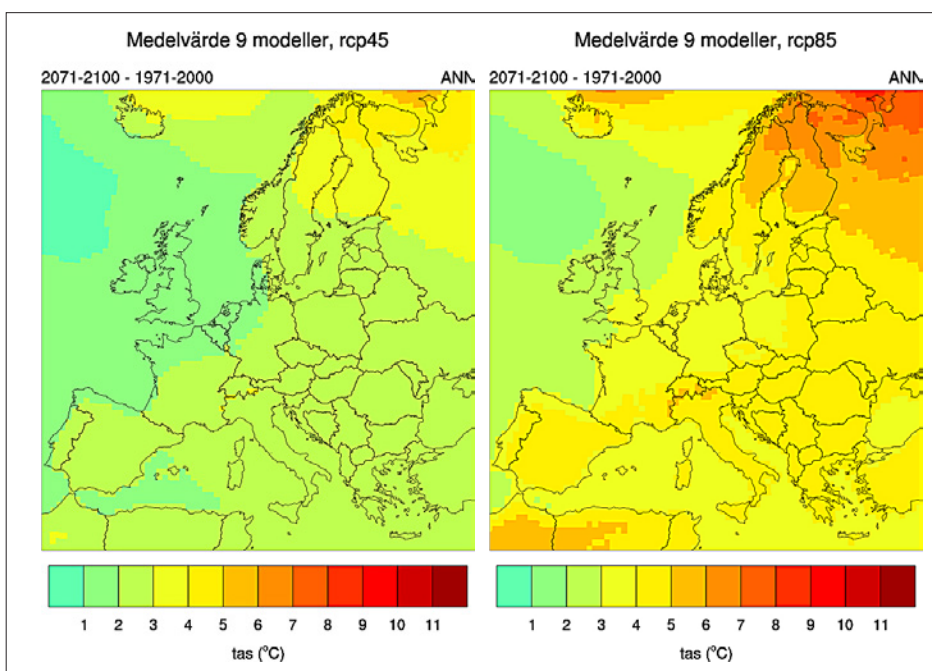 Medelvärde 9 modeller, rcp45
2071-2100 - 1971-2000 ANN
1 2 3 4 5 6 7 8 9 10 11
tas (°C)
Medelvärde 9 modeller, rcp85
2071-2100 - 1971-2000 ANN
1 2 3 4 5 6 7 8 9 10 11
tas (°C)